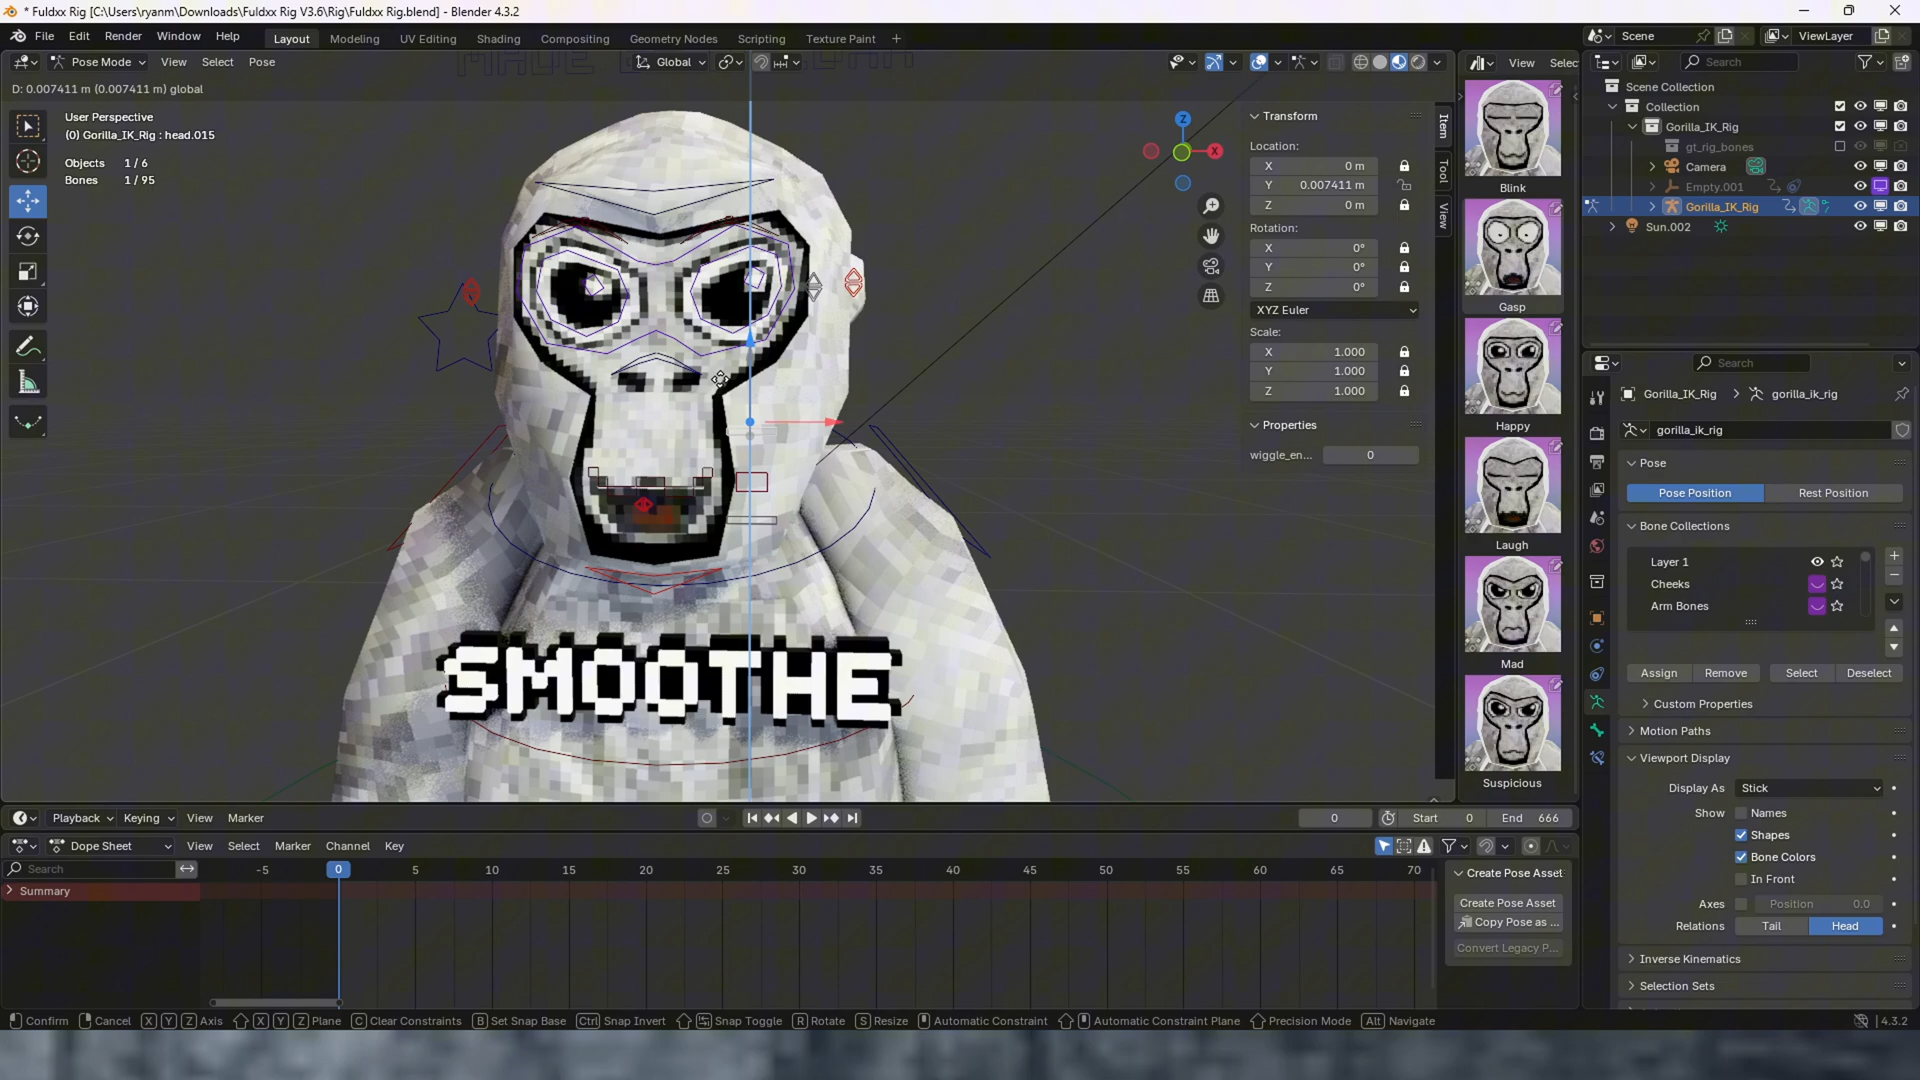 * Fuldxx Rig [C:\Users\ryanm\Downloads\Fuldxx Rig V3.6\Rig\Fuldxx Rig.blend] - Blender 4.3.2
File Edit Render Window Help Layout Modeling UV Editing Shading Compositing Geometry Nodes Scripting Texture Paint + Scene ViewLayer
Pose Mode View Select Pose Global View Selec Search
D: 0.007411 m (0.007411 m) global
User Perspective
(0) Gorilla_IK_Rig : head.015
Objects 1 / 6
Bones 1 / 95
Z
X
Transform
Location:
X 0 m
Y 0.007411 m
Z 0 m
Rotation:
X 0°
Y 0°
Z 0°
XYZ Euler
Scale:
X 1.000
Y 1.000
Z 1.000
Properties
wiggle_en... 0
Item
Tool
View
Blink
Gasp
Happy
Laugh
Mad
Suspicious
SMOOTHE
Scene Collection
Collection
Gorilla_IK_Rig
gt_rig_bones
Camera
Empty.001
Gorilla_IK_Rig
Sun.002
Search
Gorilla_IK_Rig > gorilla_ik_rig
gorilla_ik_rig
Pose
Pose Position Rest Position
Bone Collections
Layer 1
Cheeks
Arm Bones
Assign Remove Select Deselect
Custom Properties
Motion Paths
Viewport Display
Display As Stick
Show Names
Shapes
Bone Colors
In Front
Axes Position 0.0
Relations Tail Head
Inverse Kinematics
Selection Sets
Playback Keying View Marker 0 Start 0 End 666
Dope Sheet View Select Marker Channel Key
Search -5 0 5 10 15 20 25 30 35 40 45 50 55 60 65 70
Summary
Create Pose Asset
Create Pose Asset
Copy Pose as ...
Convert Legacy P...
Confirm Cancel X Y Z Axis X Y Z Plane C Clear Constraints B Set Snap Base Ctrl Snap Invert Snap Toggle R Rotate S Resize Automatic Constraint Automatic Constraint Plane Precision Mode Alt Navigate 4.3.2